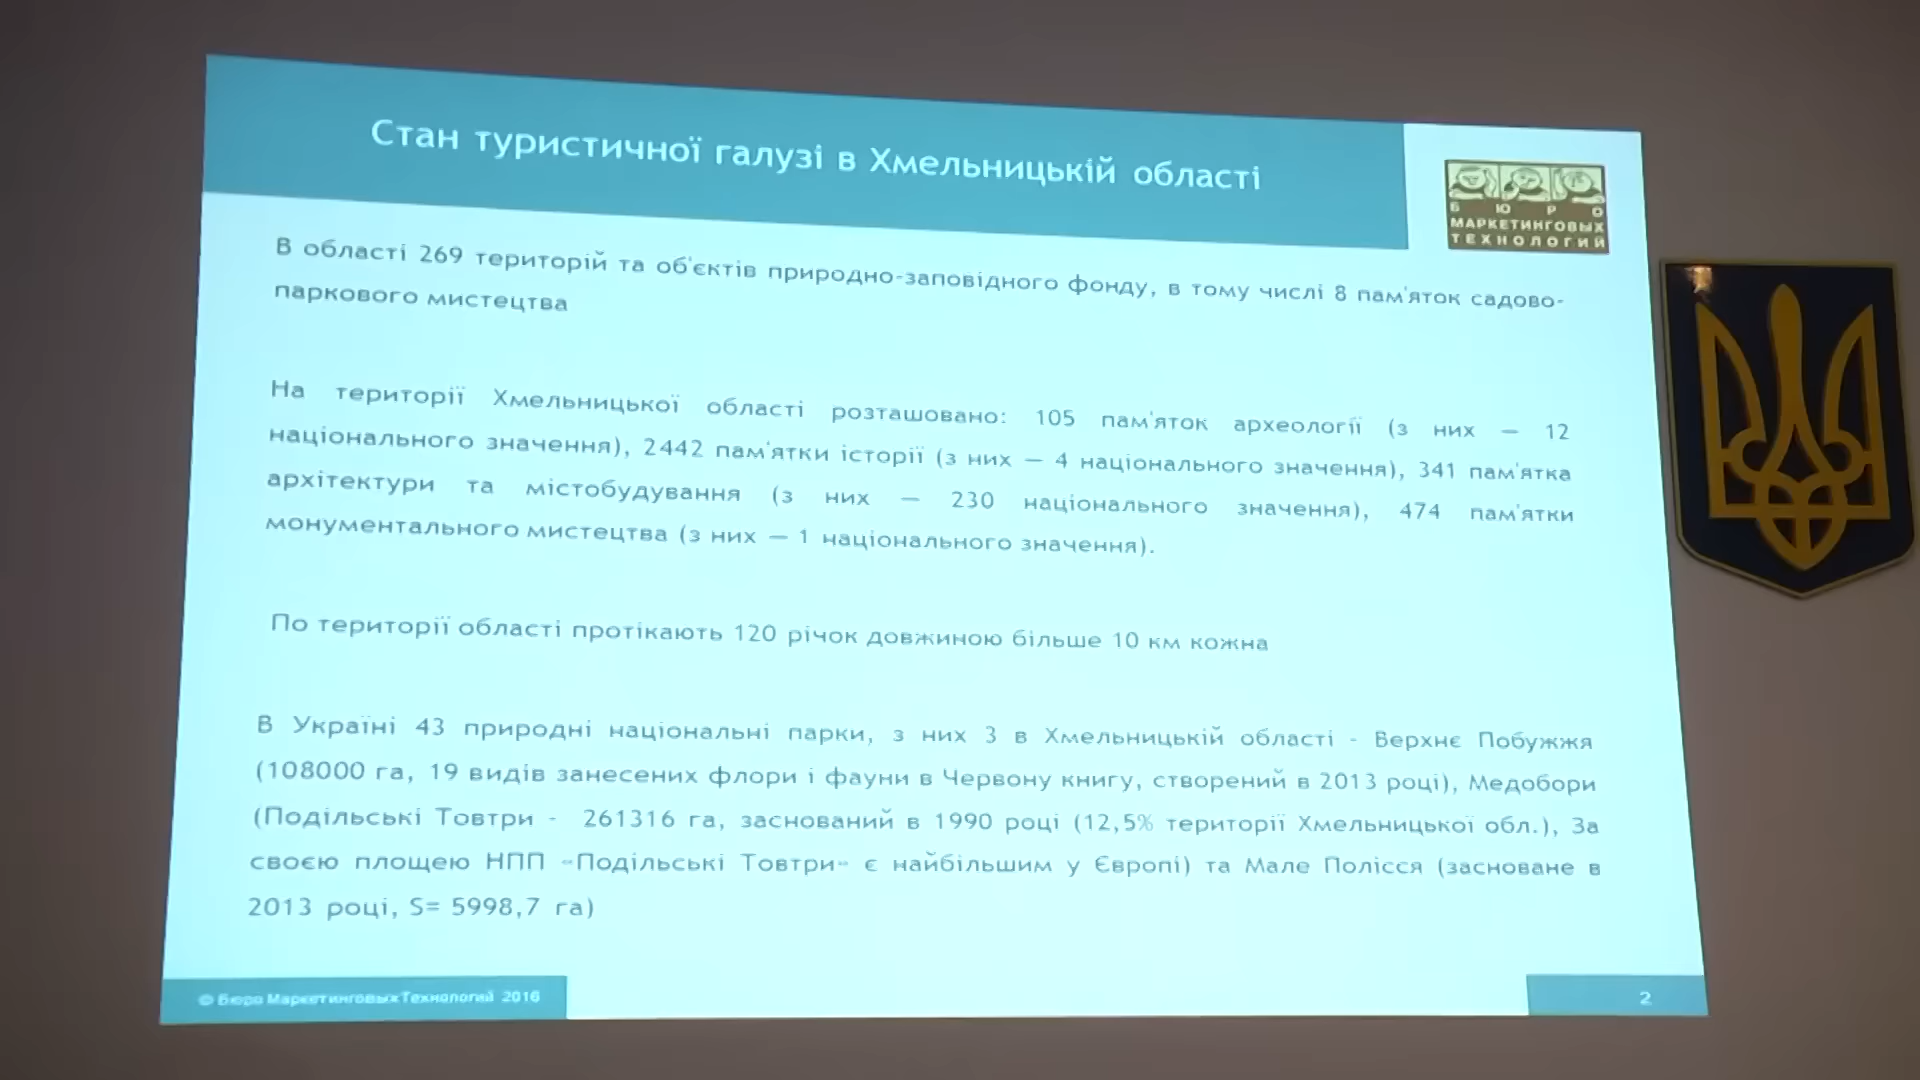 Стан туристичної галузі в Хмельницькій області
Б Ю Р О
МАРКЕТИНГОВЫХ
ТЕХНОЛОГИЙ
В області 269 територій та об'єктів природно-заповідного фонду, в тому числі 8 пам'яток садово-
паркового мистецтва
На території Хмельницької області розташовано: 105 пам'яток археології (з них — 12
національного значення), 2442 пам'ятки історії (з них — 4 національного значення), 341 пам'ятка
архітектури та містобудування (з них — 230 національного значення), 474 пам'ятки
монументального мистецтва (з них — 1 національного значення).
По території області протікають 120 річок довжиною більше 10 км кожна
В Україні 43 природні національні парки, з них 3 в Хмельницькій області - Верхнє Побужжя
(108000 га, 19 видів занесених флори і фауни в Червону книгу, створений в 2013 році), Медобори
(Подільські Товтри - 261316 га, заснований в 1990 році (12,5% території Хмельницької обл.), За
своєю площею НПП «Подільські Товтри» є найбільшим у Європі) та Мале Полісся (засноване в
2013 році, S= 5998,7 га)
© Бюро Маркетинговых Технологий 2016
2